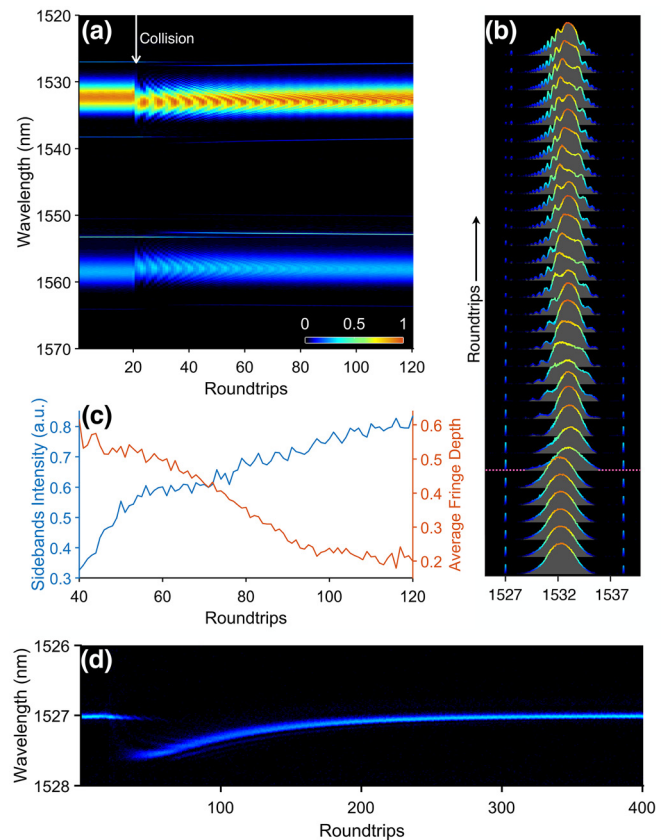 (a)
Collision
1520
1530
1540
1550
1560
1570
Wavelength (nm)
0 0.5 1
20 40 60 80 100 120
Roundtrips
(b)
Roundtrips
1527 1532 1537
(c)
0.8
0.7
0.6
0.5
0.4
0.3
Sidebands Intensity (a.u.)
0.6
0.5
0.4
0.3
0.2
Average Fringe Depth
40 60 80 100 120
Roundtrips
(d)
1526
1527
1528
Wavelength (nm)
100 200 300 400
Roundtrips